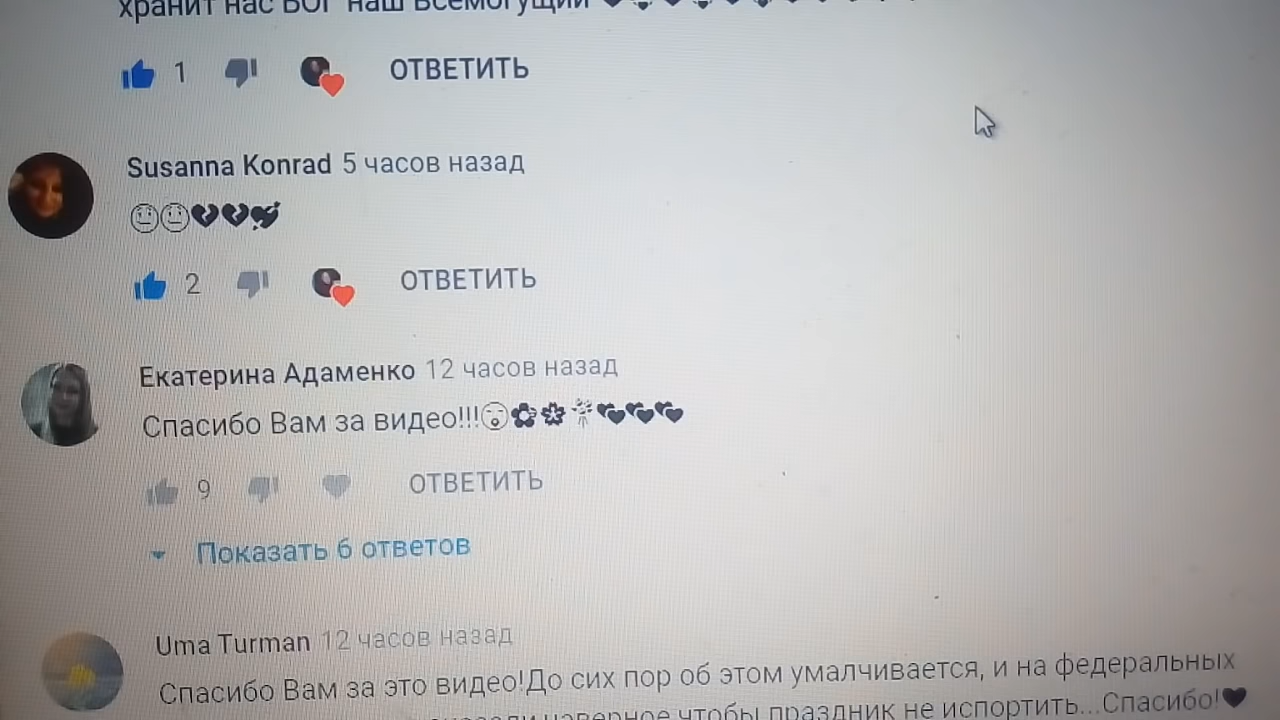 хранит нас БОГ наш всемогущий
1 ОТВЕТИТЬ
Susanna Konrad 5 часов назад
2 ОТВЕТИТЬ
Екатерина Адаменко 12 часов назад
Спасибо Вам за видео!!!
9 ОТВЕТИТЬ
Показать 6 ответов
Uma Turman 12 часов назад
Спасибо Вам за это видео!До сих пор об этом умалчивается, и на федеральных
наверное чтобы праздник не испортить...Спасибо!🖤